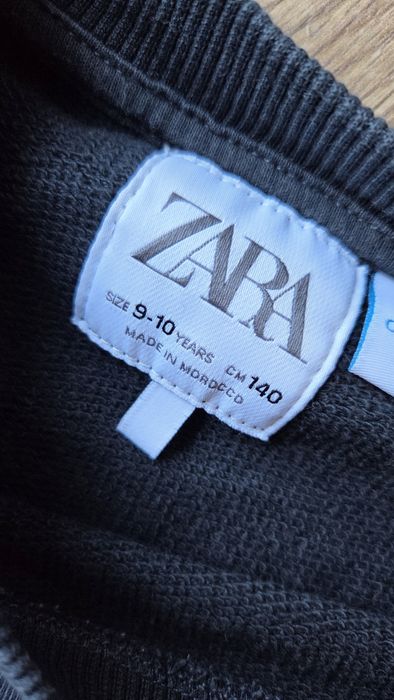 ZARA
SIZE 9-10 YEARS CM 140
MADE IN MOROCCO